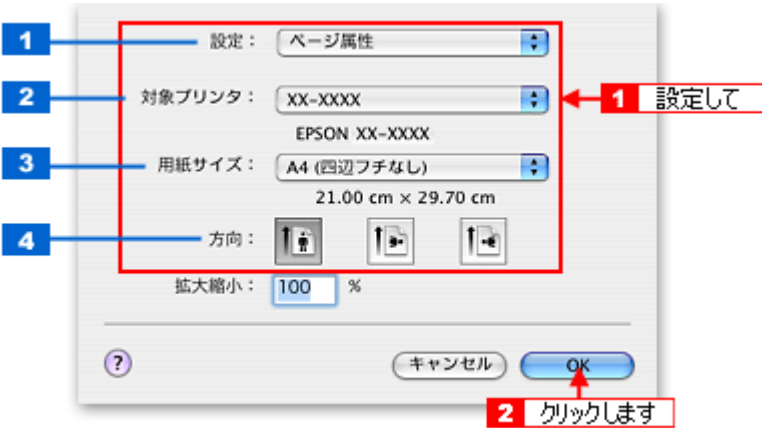 1 設定： ページ属性
2 対象プリンタ： XX-XXXX 1 設定して
EPSON XX-XXXX
3 用紙サイズ： A4 (四辺フチなし)
21.00 cm × 29.70 cm
4 方向：
拡大縮小： 100 %
? キャンセル OK
2 クリックします